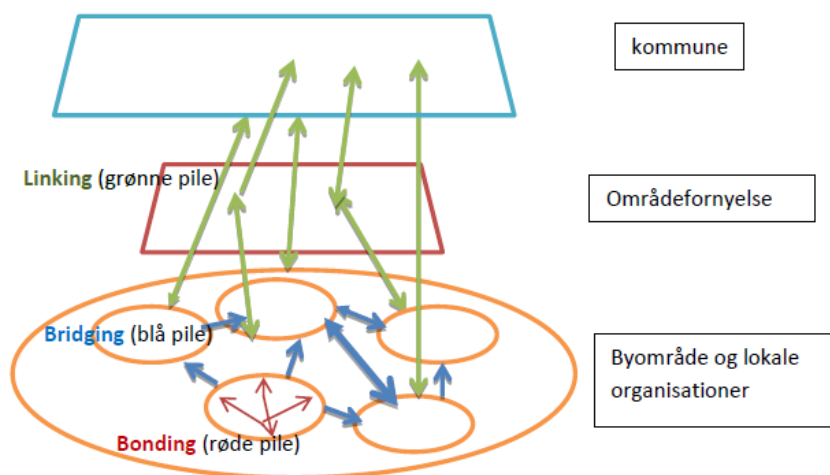 kommune
Linking (grønne pile)
Områdefornyelse
Bridging (blå pile)
Byområde og lokale
organisationer
Bonding (røde pile)